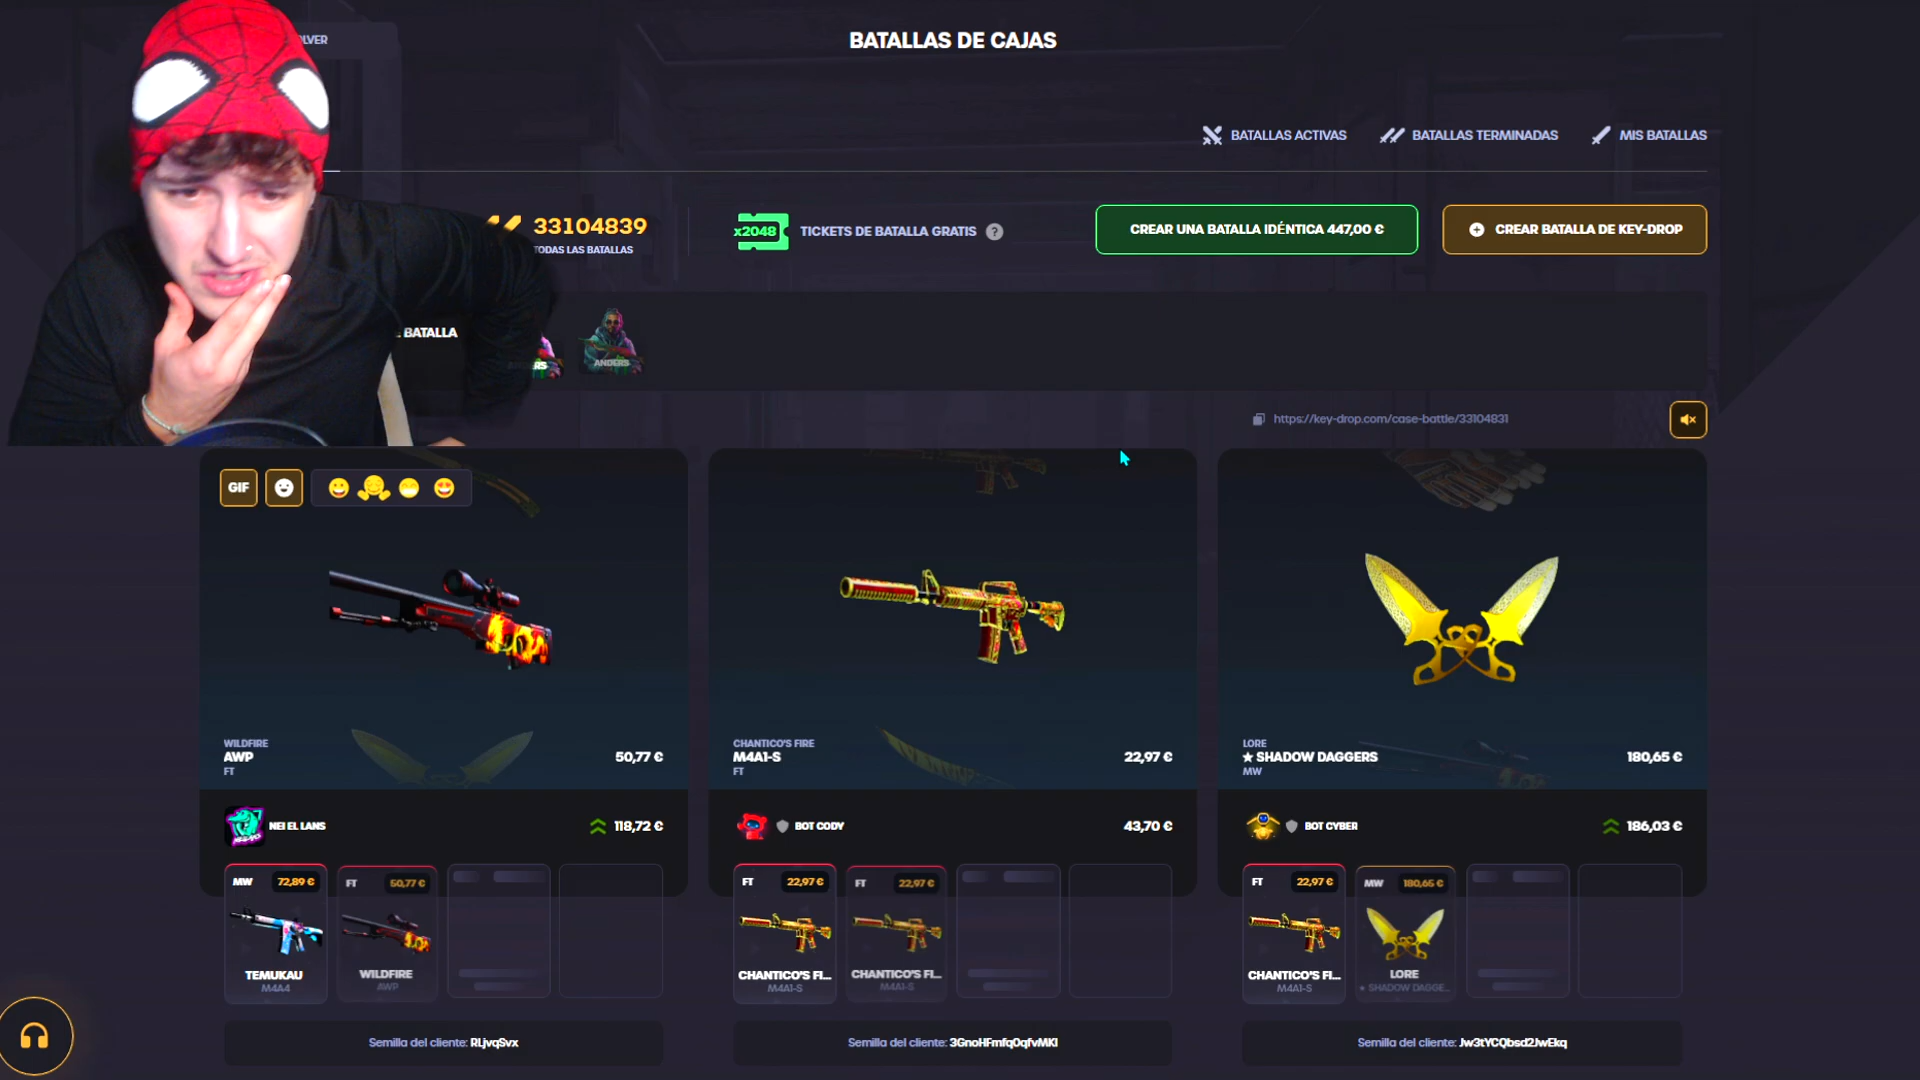 OLVER
BATALLAS DE CAJAS
BATALLAS ACTIVAS
BATALLAS TERMINADAS
MIS BATALLAS
33104839
TODAS LAS BATALLAS
x2048
TICKETS DE BATALLA GRATIS ?
CREAR UNA BATALLA IDÉNTICA 447,00 €
CREAR BATALLA DE KEY-DROP
E BATALLA
ANDERS
https://key-drop.com/case-battle/33104831
GIF
WILDFIRE
AWP
FT
50,77 €
CHANTICO'S FIRE
M4A1-S
FT
22,97 €
LORE
★ SHADOW DAGGERS
MW
180,65 €
NEI EL LANS
118,72 €
BOT CODY
43,70 €
BOT CYBER
186,03 €
MW 72,89 €
TEMUKAU
M4A4
FT 50,77 €
WILDFIRE
AWP
FT 22,97 €
CHANTICO'S FI...
M4A1-S
FT 22,97 €
CHANTICO'S FI...
M4A1-S
FT 22,97 €
CHANTICO'S FI...
M4A1-S
MW 180,65 €
LORE
★ SHADOW DAGGE...
Semilla del cliente: RLjvqSvx
Semilla del cliente: 3GnoHFmfq0qfvMKI
Semilla del cliente: Jw3tYCQbsd2JwEkq